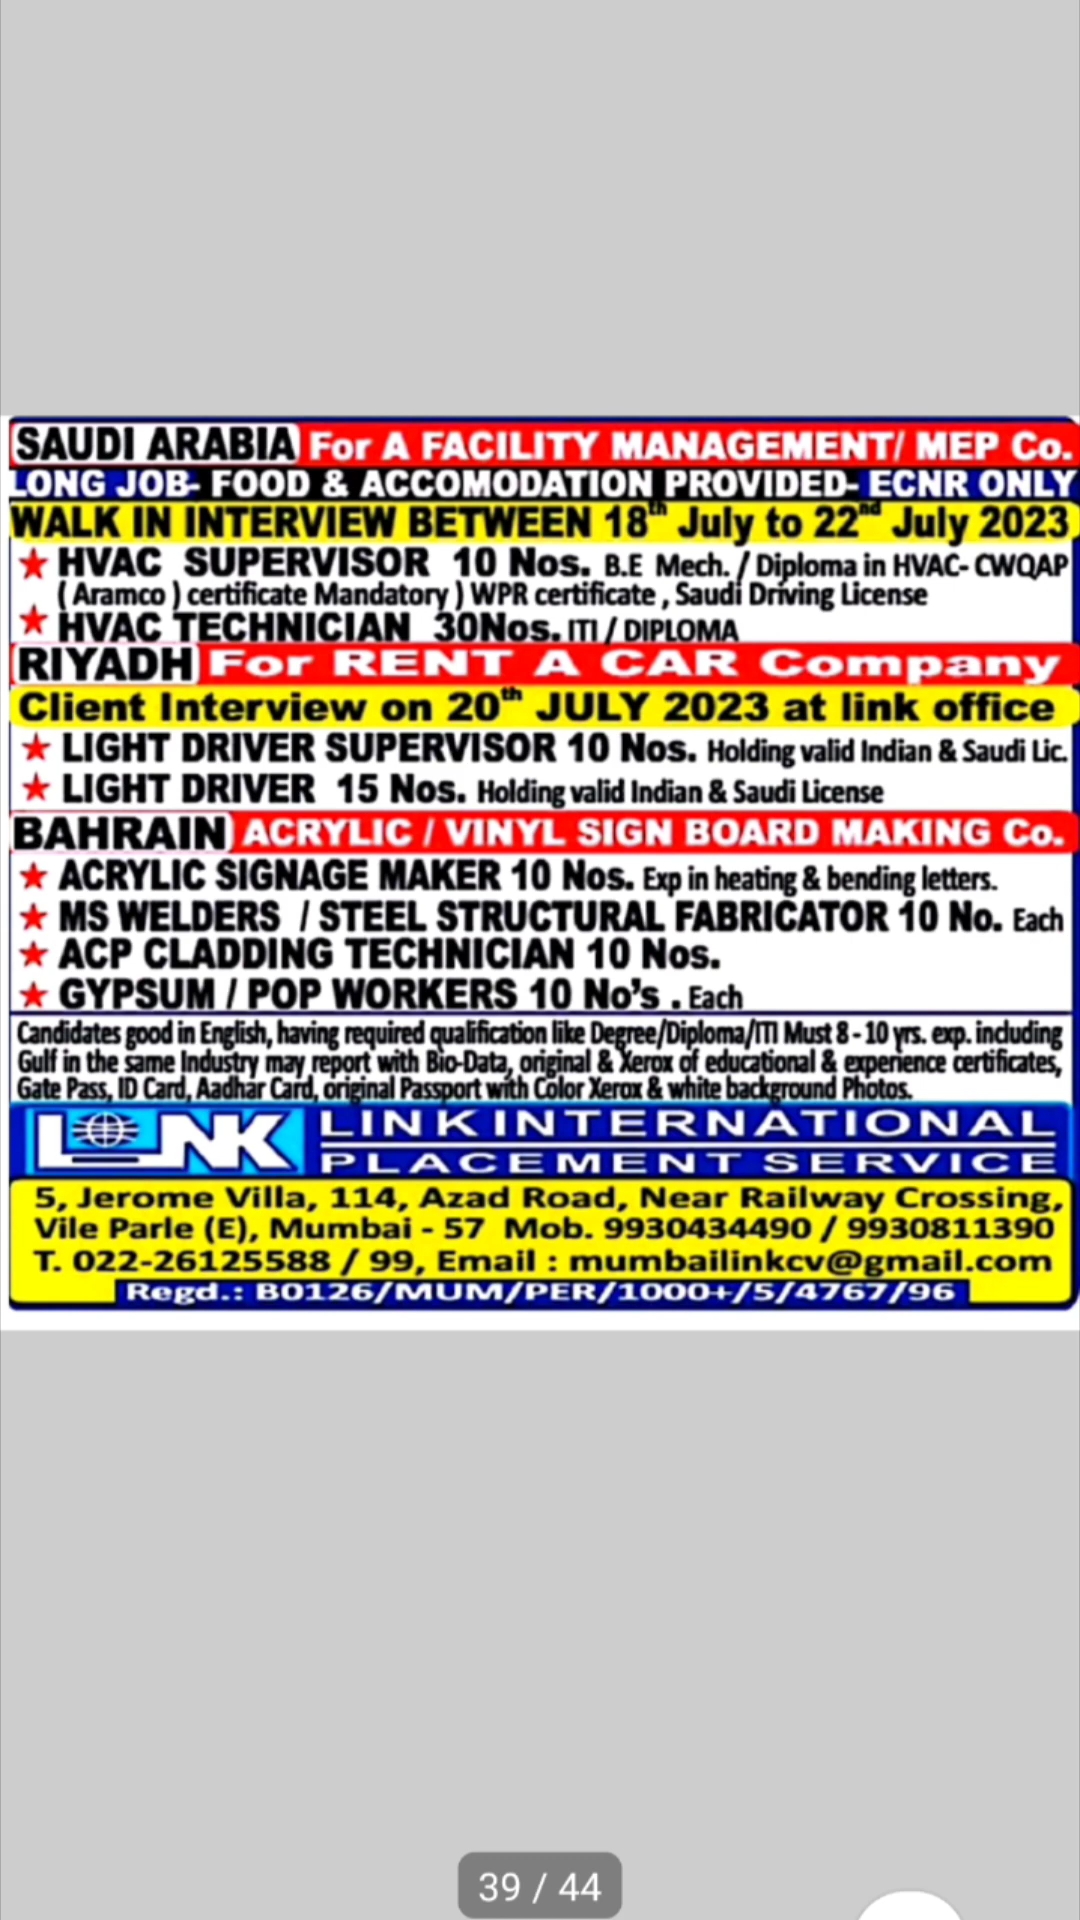 SAUDI ARABIA For A FACILITY MANAGEMENT/ MEP Co.
LONG JOB- FOOD & ACCOMODATION PROVIDED- ECNR ONLY
WALK IN INTERVIEW BETWEEN 18th July to 22nd July 2023
★ HVAC SUPERVISOR 10 Nos. B.E Mech. / Diploma in HVAC- CWQAP
( Aramco ) certificate Mandatory ) WPR certificate , Saudi Driving License
★ HVAC TECHNICIAN 30Nos. ITI / DIPLOMA
RIYADH For RENT A CAR Company
Client Interview on 20th JULY 2023 at link office
★ LIGHT DRIVER SUPERVISOR 10 Nos. Holding valid Indian & Saudi Lic.
★ LIGHT DRIVER 15 Nos. Holding valid Indian & Saudi License
BAHRAIN ACRYLIC / VINYL SIGN BOARD MAKING Co.
★ ACRYLIC SIGNAGE MAKER 10 Nos. Exp in heating & bending letters.
★ MS WELDERS / STEEL STRUCTURAL FABRICATOR 10 No. Each
★ ACP CLADDING TECHNICIAN 10 Nos.
★ GYPSUM / POP WORKERS 10 No's . Each
Candidates good in English, having required qualification like Degree/Diploma/ITI Must 8 - 10 yrs. exp. including
Gulf in the same Industry may report with Bio-Data, original & Xerox of educational & experience certificates,
Gate Pass, ID Card, Aadhar Card, original Passport with Color Xerox & white background Photos.
LINK LINK INTERNATIONAL
PLACEMENT SERVICE
5, Jerome Villa, 114, Azad Road, Near Railway Crossing,
Vile Parle (E), Mumbai - 57 Mob. 9930434490 / 9930811390
T. 022-26125588 / 99, Email : mumbailinkcv@gmail.com
Regd.: B0126/MUM/PER/1000+/5/4767/96
39 / 44